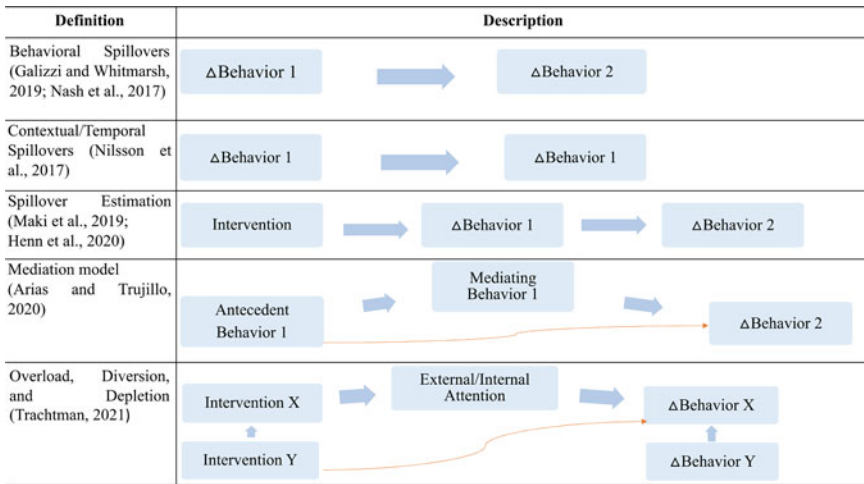 Definition
Description
Behavioral Spillovers
(Galizzi and Whitmarsh,
2019; Nash et al., 2017)
△Behavior 1
△Behavior 2
Contextual/Temporal
Spillovers (Nilsson et
al., 2017)
△Behavior 1
△Behavior 1
Spillover Estimation
(Maki et al., 2019;
Henn et al., 2020)
Intervention
△Behavior 1
△Behavior 2
Mediation model
(Arias and Trujillo,
2020)
Antecedent
Behavior 1
Mediating
Behavior 1
△Behavior 2
Overload, Diversion,
and Depletion
(Trachtman, 2021)
Intervention X
External/Internal
Attention
△Behavior X
Intervention Y
△Behavior Y